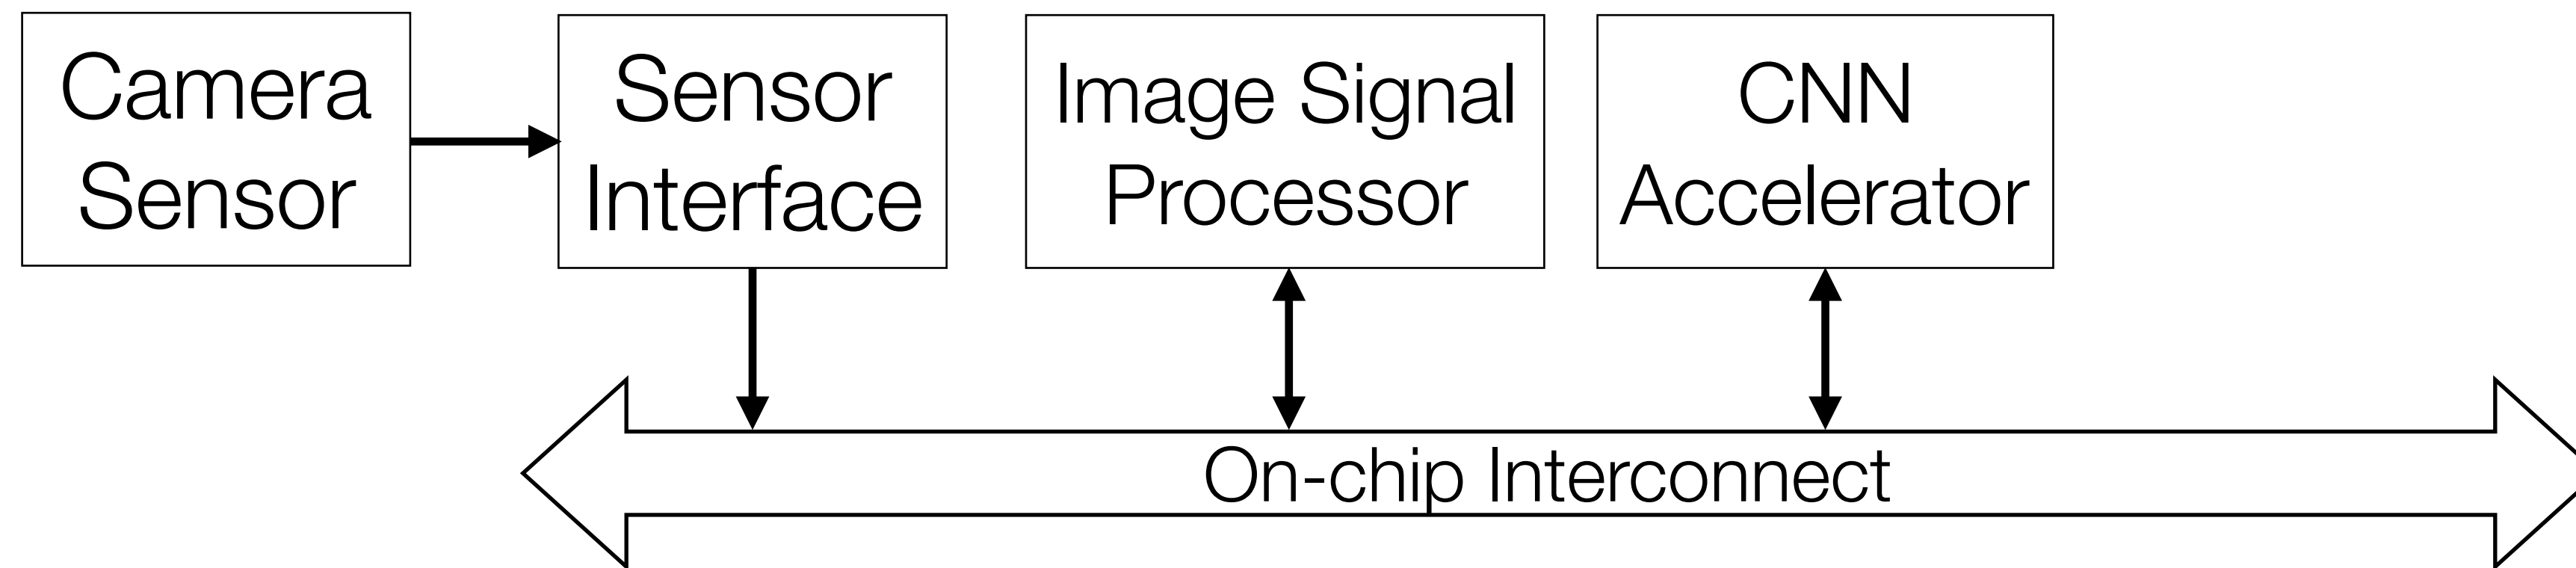 Camera
Sensor
Sensor
Interface
Image Signal
Processor
CNN
Accelerator
On-chip Interconnect